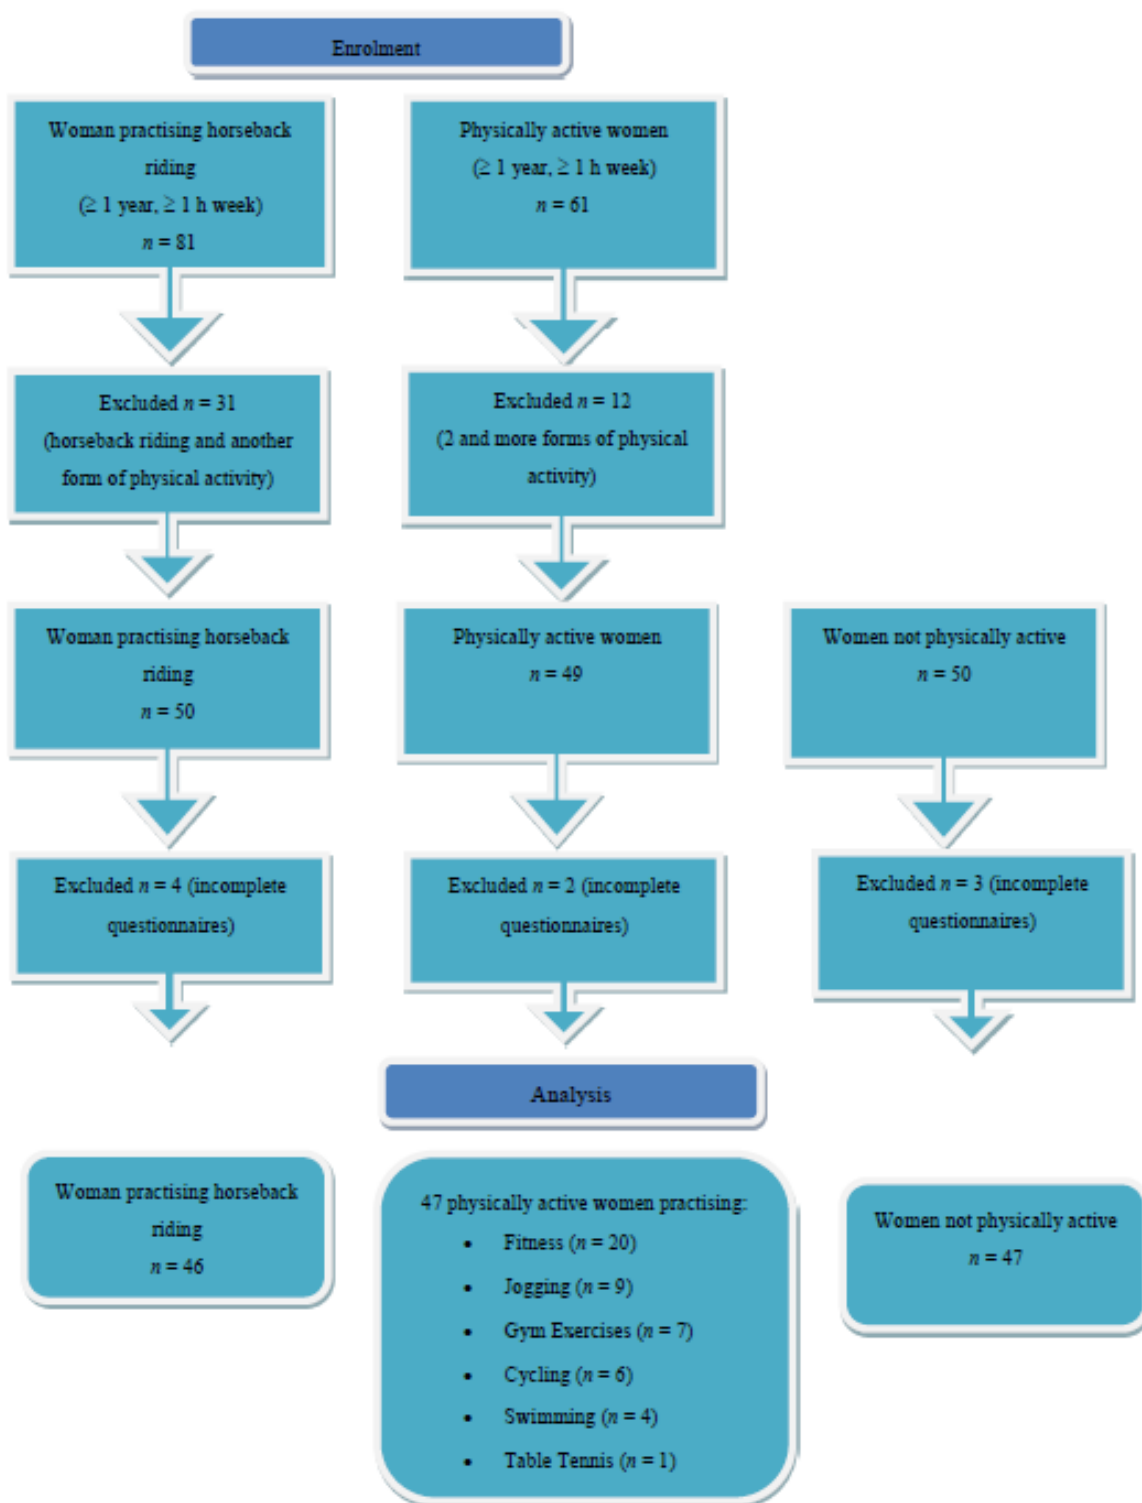 Enrolment
Woman practising horseback
riding
(≥ 1 year, ≥ 1 h week)
n = 81
Physically active women
(≥ 1 year, ≥ 1 h week)
n = 61
Excluded n = 31
(horseback riding and another
form of physical activity)
Excluded n = 12
(2 and more forms of physical
activity)
Woman practising horseback
riding
n = 50
Physically active women
n = 49
Women not physically active
n = 50
Excluded n = 4 (incomplete
questionnaires)
Excluded n = 2 (incomplete
questionnaires)
Excluded n = 3 (incomplete
questionnaires)
Analysis
Woman practising horseback
riding
n = 46
47 physically active women practising:
• Fitness (n = 20)
• Jogging (n = 9)
• Gym Exercises (n = 7)
• Cycling (n = 6)
• Swimming (n = 4)
• Table Tennis (n = 1)
Women not physically active
n = 47